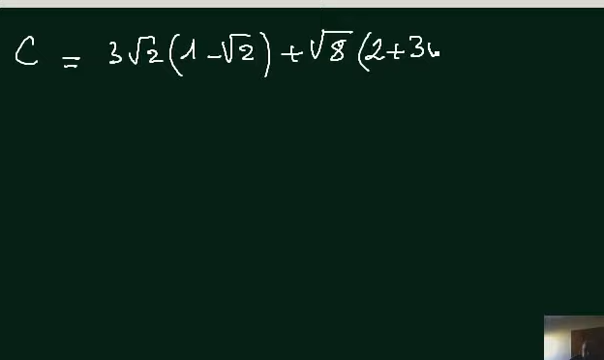 C = 3√2(1-√2)+√8(2+3